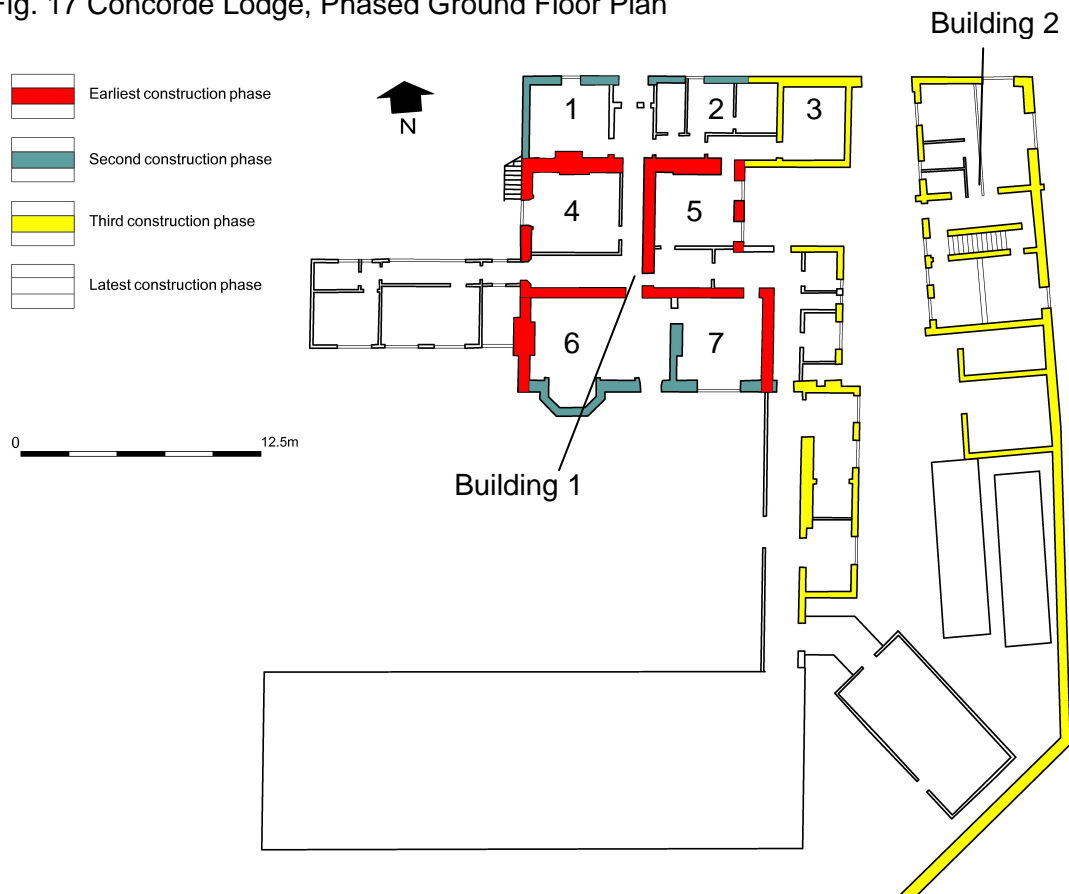 Fig. 17 Concorde Lodge, Phased Ground Floor Plan
Building 2
Earliest construction phase
Second construction phase
Third construction phase
Latest construction phase
N
1
2
3
4
5
6
7
0
12.5m
Building 1